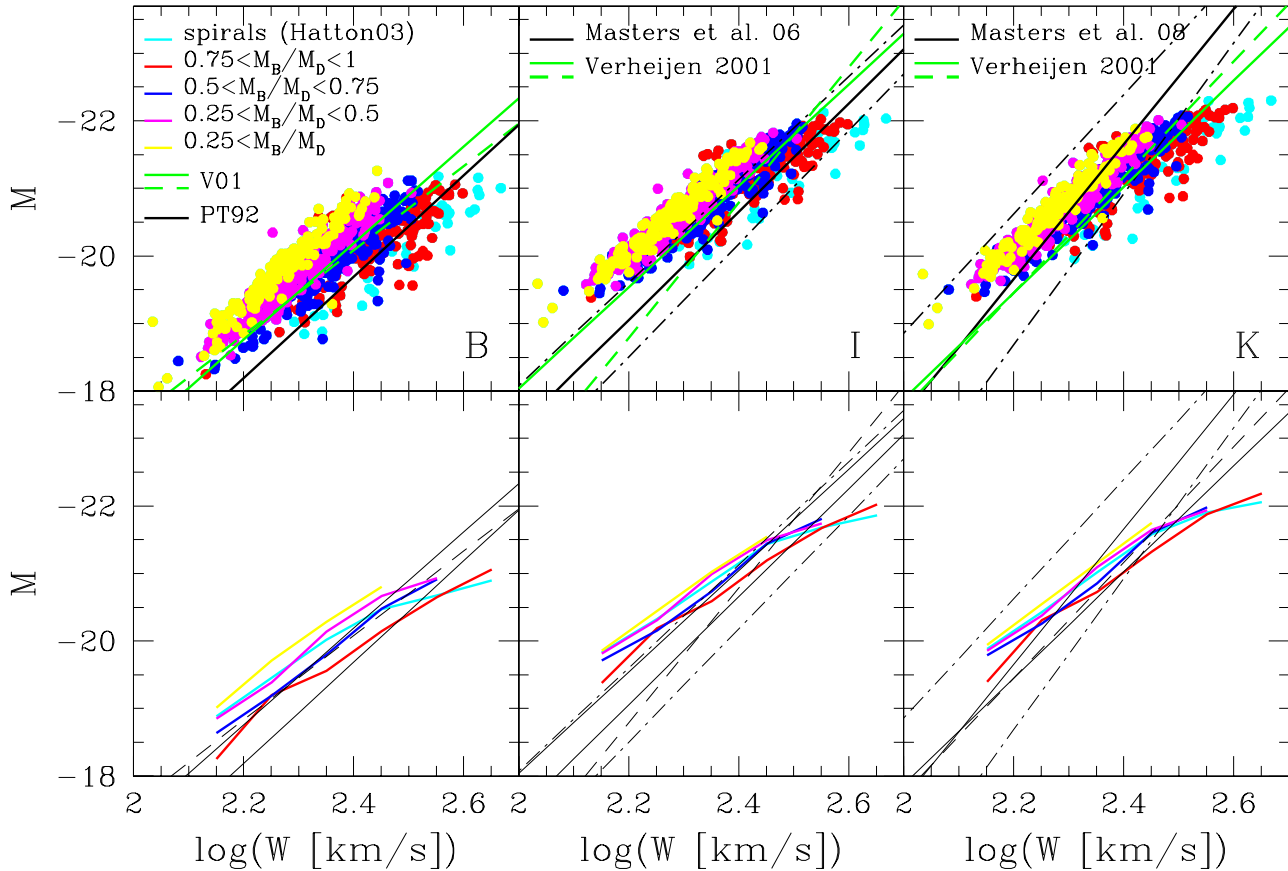 spirals (Hatton03)
0.75<M_B/M_D<1
0.5<M_B/M_D<0.75
0.25<M_B/M_D<0.5
0.25<M_B/M_D
V01
PT92
B
Masters et al. 06
Verheijen 2001
I
Masters et al. 08
Verheijen 2001
K
M
-22
-20
-18
M
-22
-20
-18
2 2.2 2.4 2.6
2 2.2 2.4 2.6
2 2.2 2.4 2.6
log(W [km/s])
log(W [km/s])
log(W [km/s])